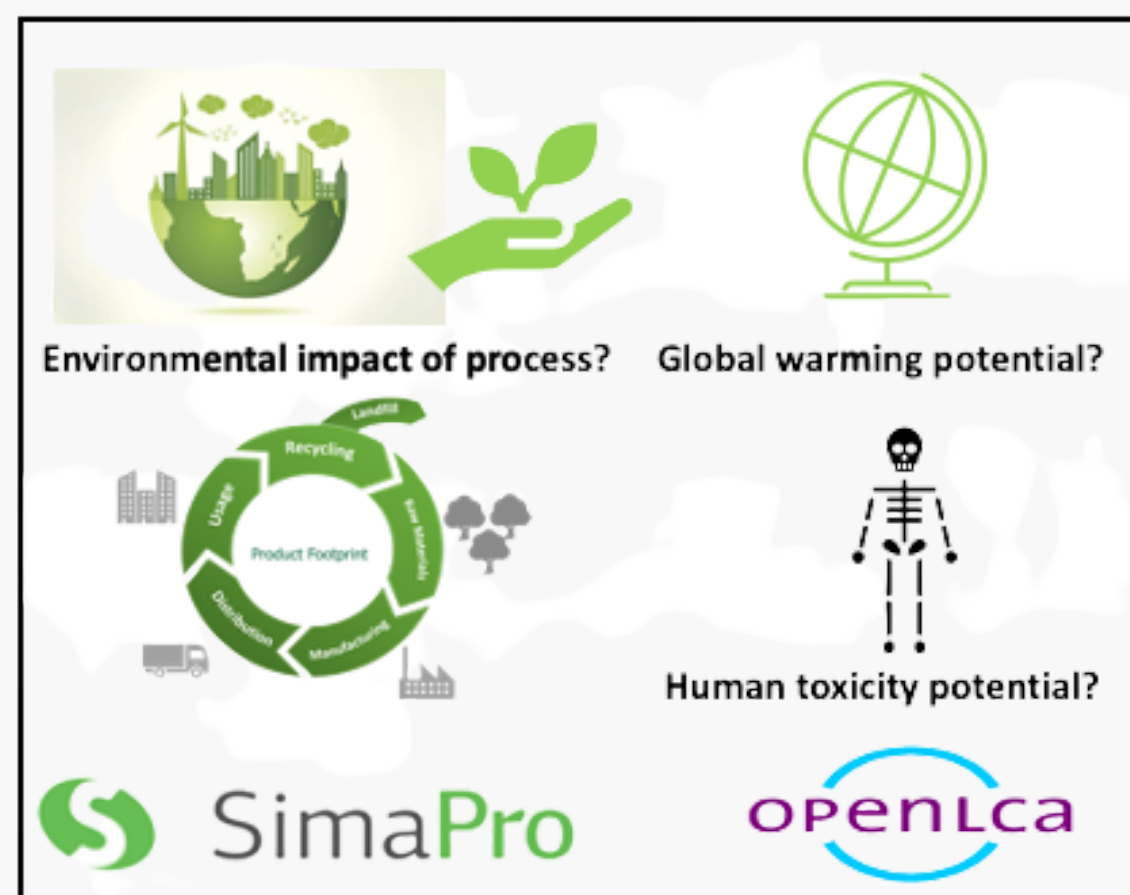 Environmental impact of process?
Global warming potential?
Landfill
Recycling
Raw Materials
Manufacturing
Distribution
Usage
Product Footprint
Human toxicity potential?
SimaPro
openLca